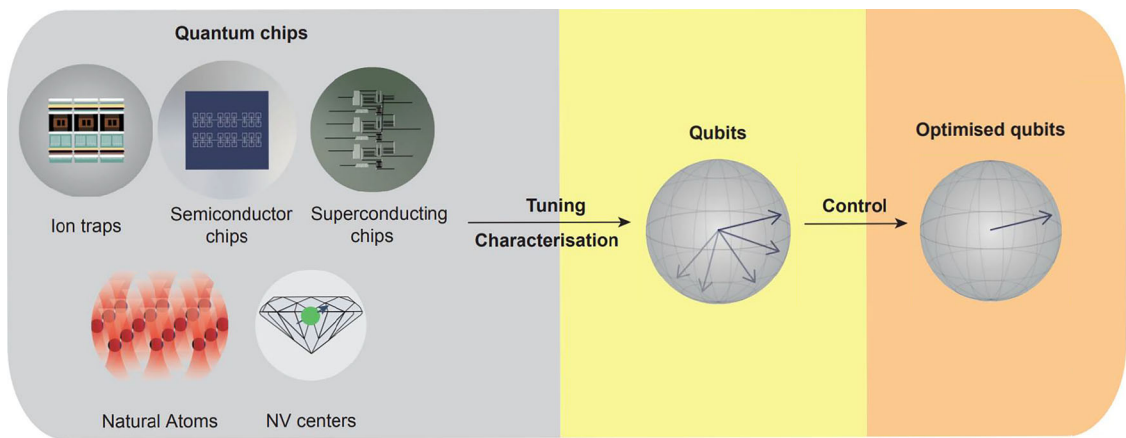 Quantum chips
Ion traps
Semiconductor
chips
Superconducting
chips
Natural Atoms
NV centers
Tuning
Characterisation
Qubits
Control
Optimised qubits